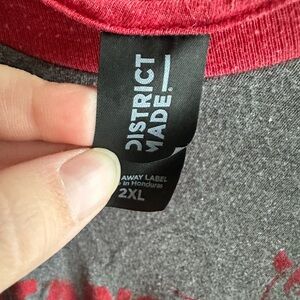 DISTRICT
MADE®
AWAY LABEL
in Honduras
2XL